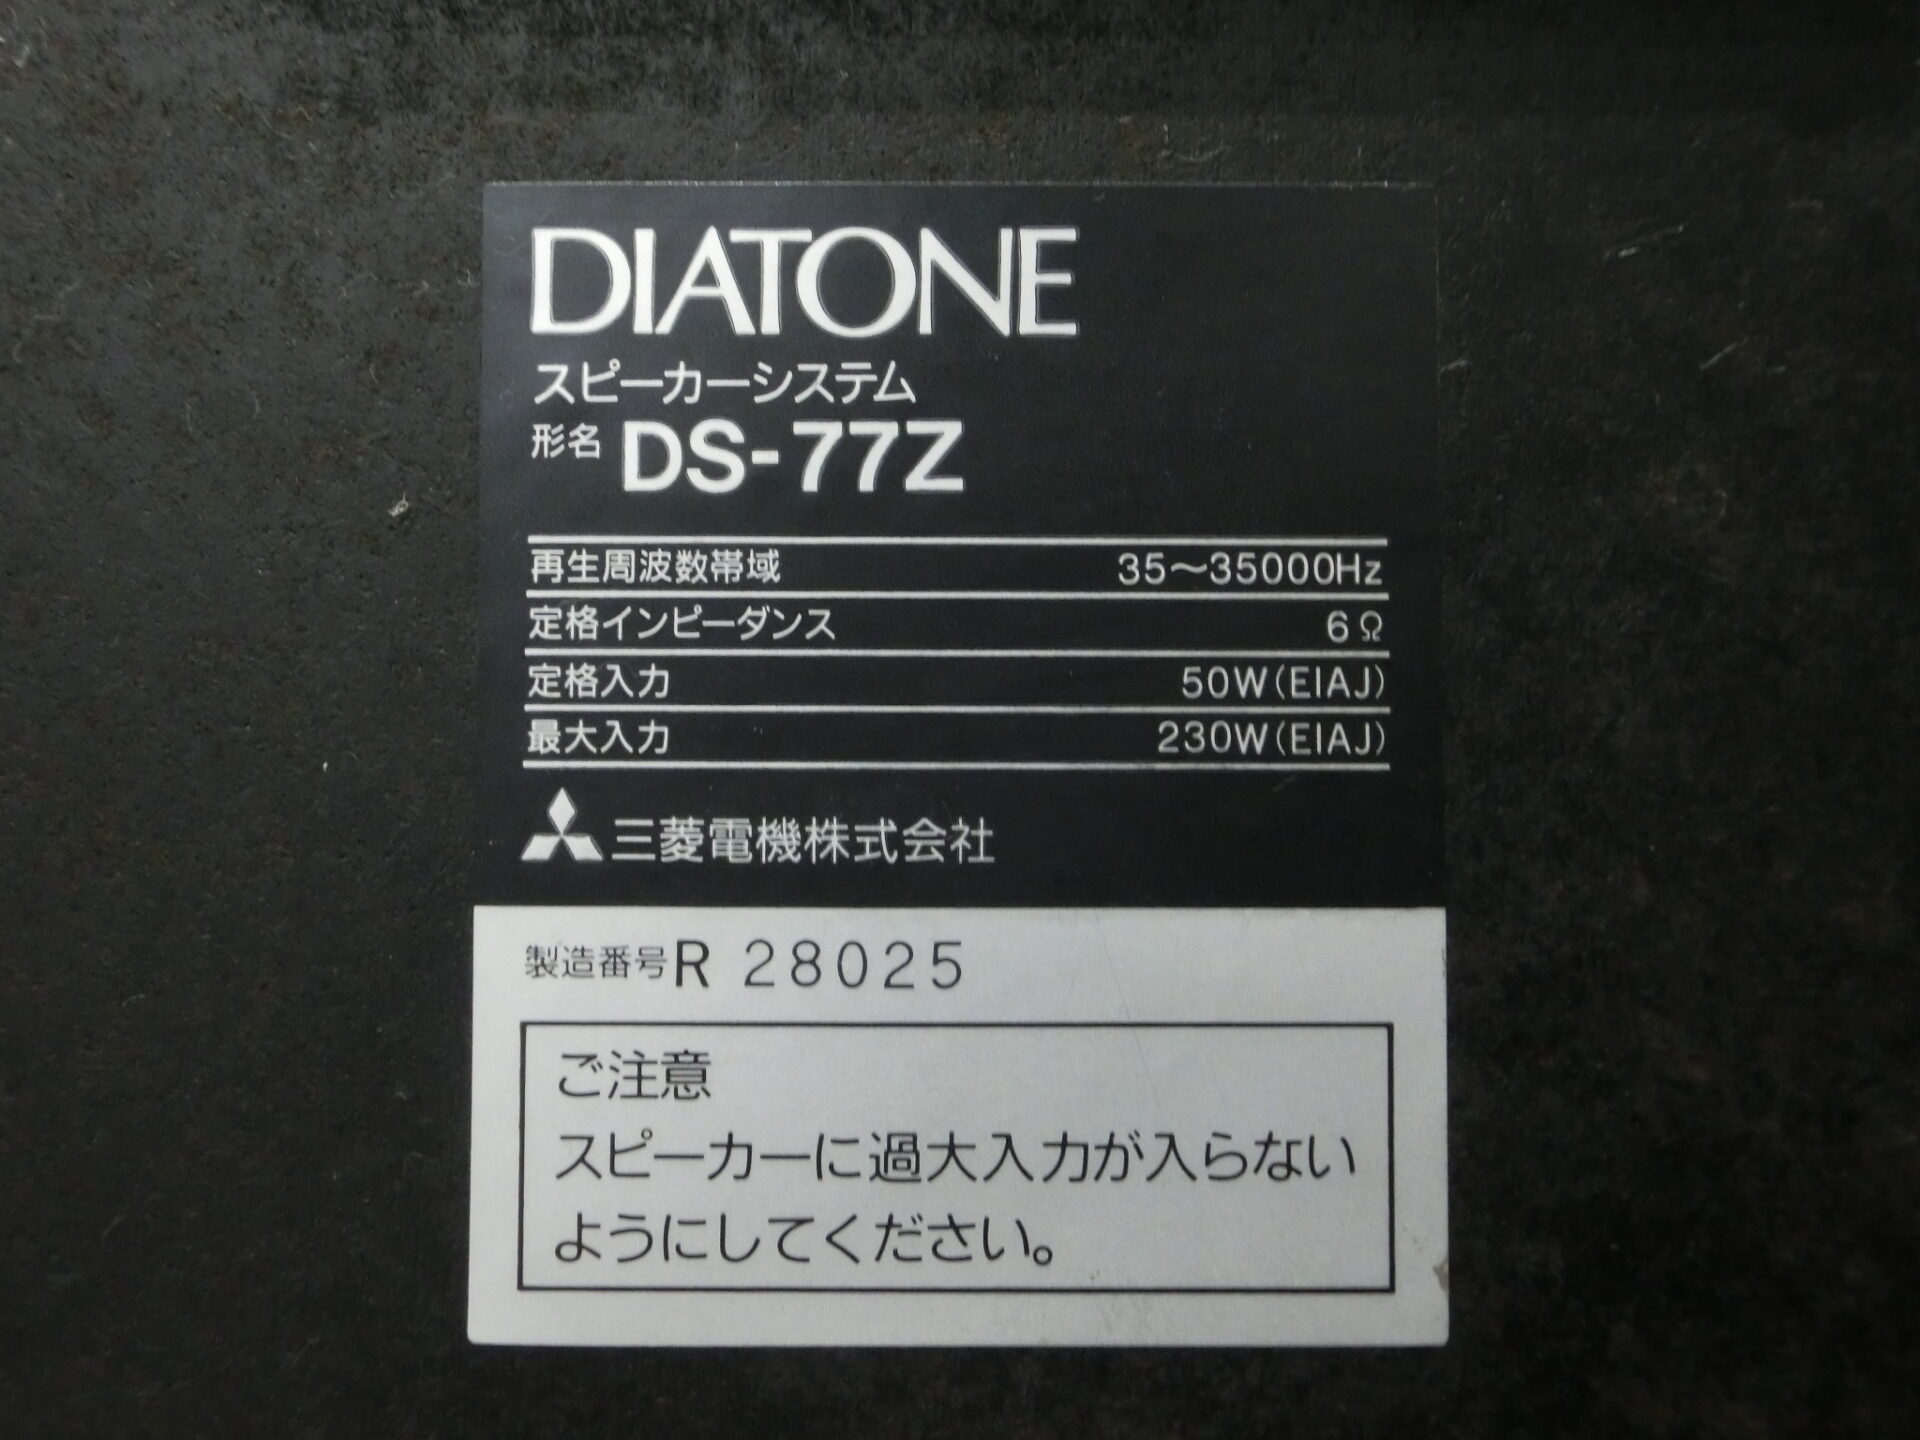 DIATONE
スピーカーシステム
形名 DS-77Z
再生周波数帯域 35〜35000Hz
定格インピーダンス 6Ω
定格入力 50W(EIAJ)
最大入力 230W(EIAJ)
三菱電機株式会社
製造番号 R 28025
ご注意
スピーカーに過大入力が入らない
ようにしてください。